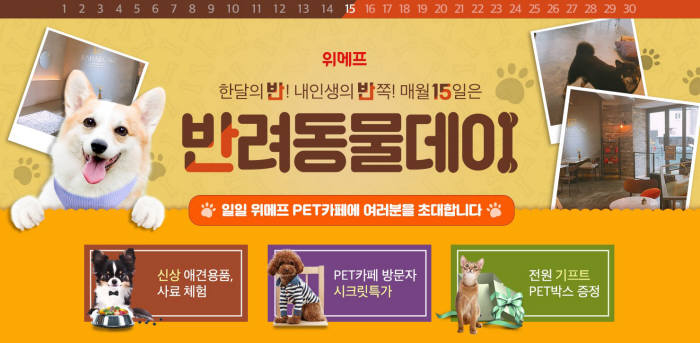 1 2 3 4 5 6 7 8 9 10 11 12 13 14 15 16 17 18 19 20 21 22 23 24 25 26 27 28 29 30
위메프
한달의 반! 내인생의 반쪽! 매월 15일은
반려동물데이
일일 위메프 PET카페에 여러분을 초대합니다
신상 애견용품,
사료 체험
PET카페 방문자
시크릿특가
전원 기프트
PET박스 증정